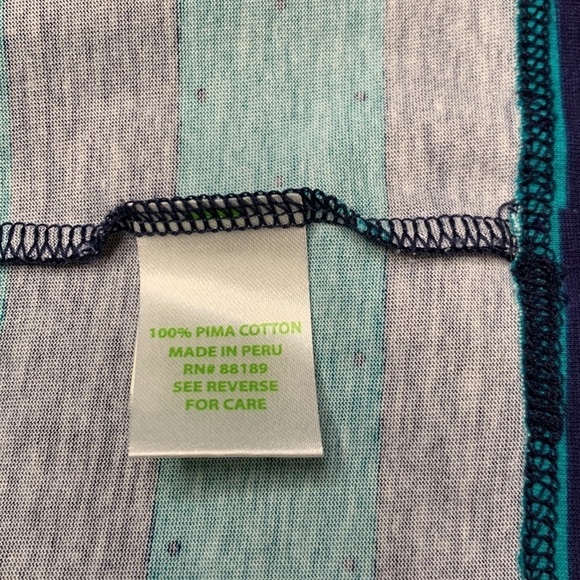 100% PIMA COTTON
MADE IN PERU
RN# 88189
SEE REVERSE
FOR CARE